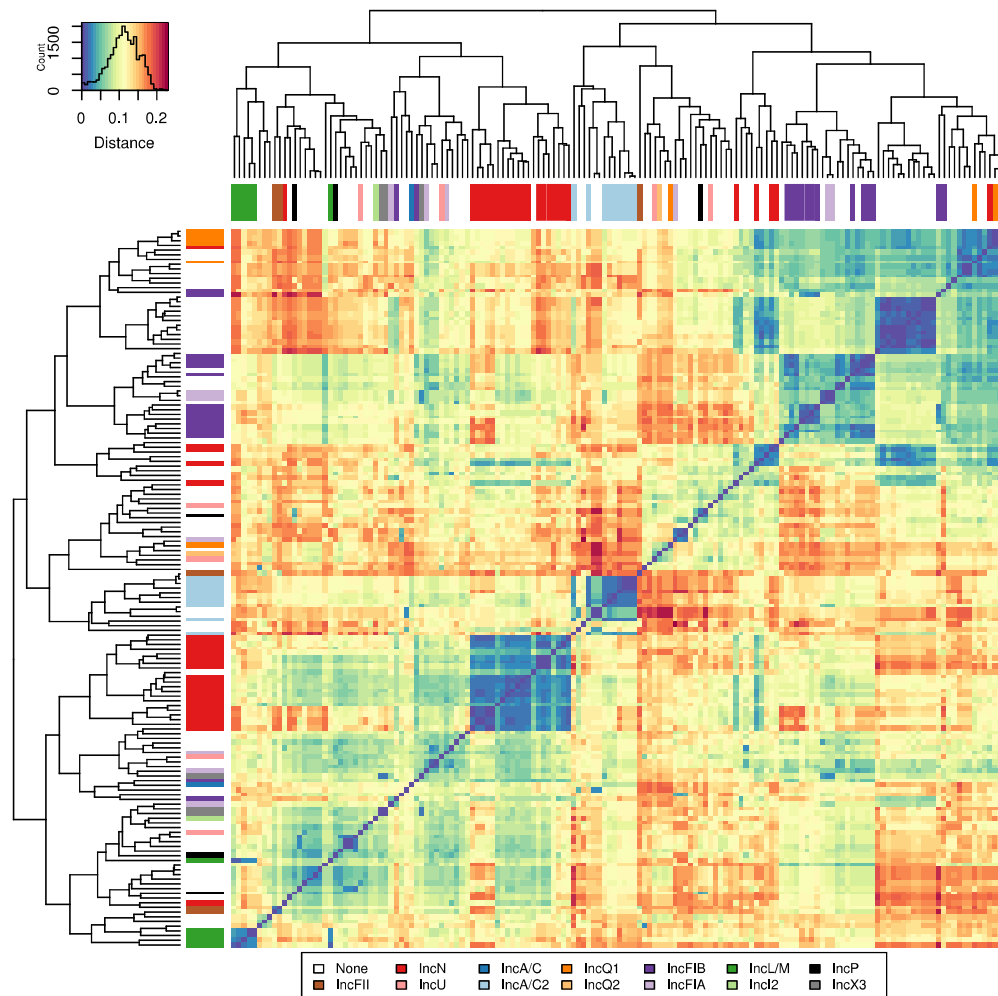 Count
0 1500
0 0.1 0.2
Distance
None IncN IncA/C IncQ1 IncFIB IncL/M IncP
IncFII IncU IncA/C2 IncQ2 IncFIA IncI2 IncX3